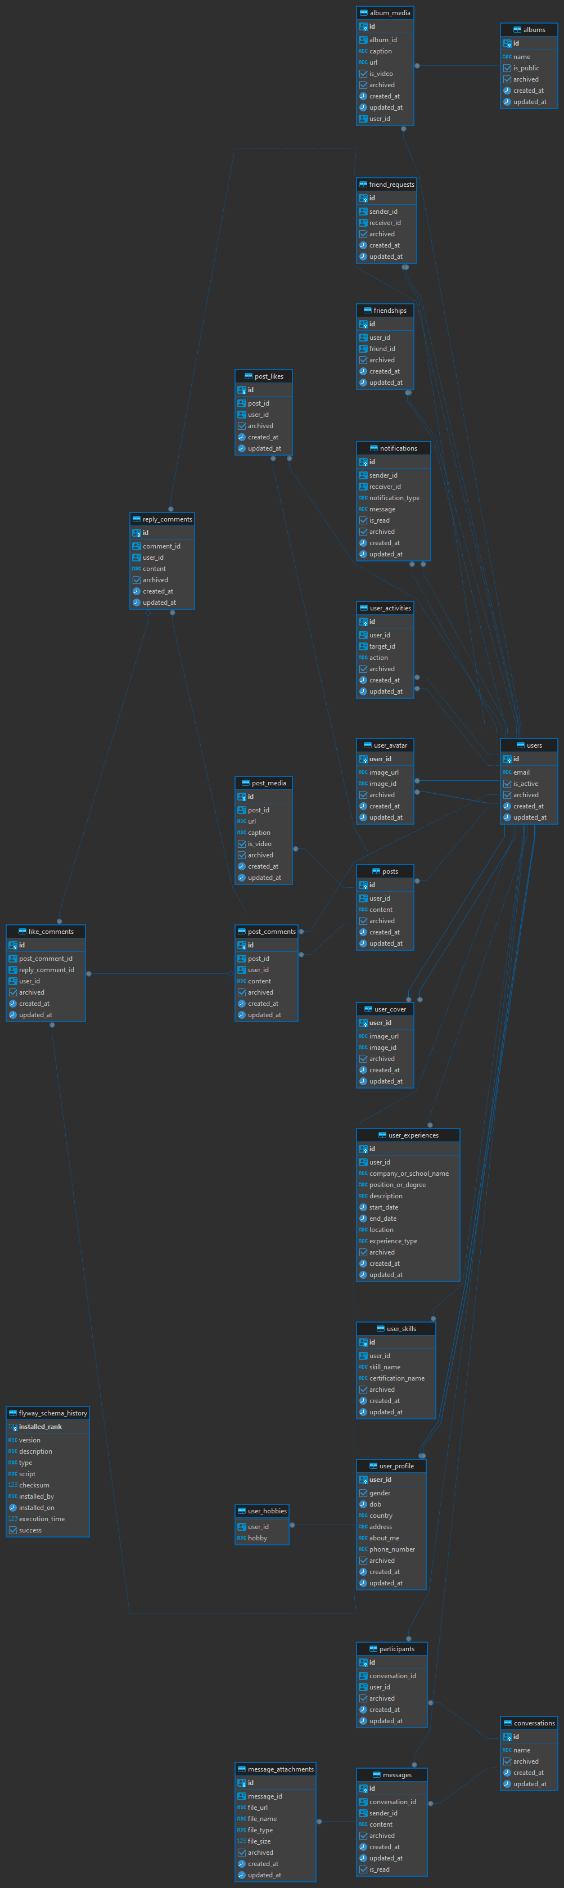 album_media
id
album_id
caption
url
is_video
archived
created_at
updated_at
user_id
albums
id
name
is_public
archived
created_at
updated_at
friend_requests
id
sender_id
receiver_id
archived
created_at
updated_at
friendships
id
user_id
friend_id
archived
created_at
updated_at
post_likes
id
post_id
user_id
archived
created_at
updated_at
notifications
id
sender_id
receiver_id
notification_type
message
is_read
archived
created_at
updated_at
reply_comments
id
comment_id
user_id
content
archived
created_at
updated_at
user_activities
id
user_id
target_id
action
archived
created_at
updated_at
user_avatar
user_id
image_url
image_id
archived
created_at
updated_at
users
id
email
is_active
archived
created_at
updated_at
post_media
id
post_id
url
caption
is_video
archived
created_at
updated_at
posts
id
user_id
content
archived
created_at
updated_at
like_comments
id
post_comment_id
reply_comment_id
user_id
archived
created_at
updated_at
post_comments
id
post_id
user_id
content
archived
created_at
updated_at
user_cover
user_id
image_url
image_id
archived
created_at
updated_at
user_experiences
id
user_id
company_or_school_name
position_or_degree
description
start_date
end_date
location
experience_type
archived
created_at
updated_at
user_skills
id
user_id
skill_name
certification_name
archived
created_at
updated_at
flyway_schema_history
installed_rank
version
description
type
script
123 checksum
installed_by
installed_on
123 execution_time
success
user_profile
user_id
gender
dob
country
address
about_me
phone_number
archived
created_at
updated_at
user_hobbies
user_id
hobby
participants
id
conversation_id
user_id
archived
created_at
updated_at
conversations
id
name
archived
created_at
updated_at
message_attachments
id
message_id
file_url
file_name
file_type
123 file_size
archived
created_at
updated_at
messages
id
conversation_id
sender_id
content
archived
created_at
updated_at
is_read